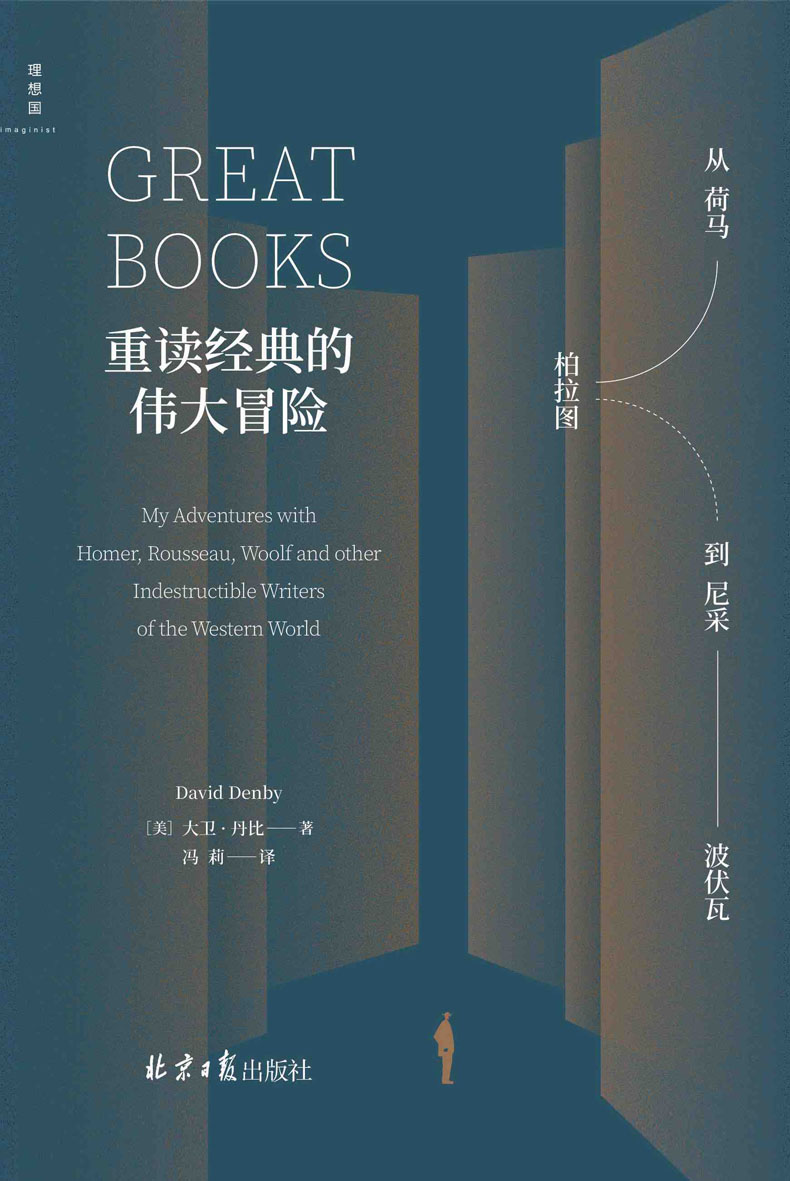 理想国
imaginist
GREAT
BOOKS
重读经典的
伟大冒险
My Adventures with
Homer, Rousseau, Woolf and other
Indestructible Writers
of the Western World
David Denby
［美］大卫·丹比——著
冯 莉——译
北京日报出版社
从 荷马
柏拉图
到 尼采
波伏瓦